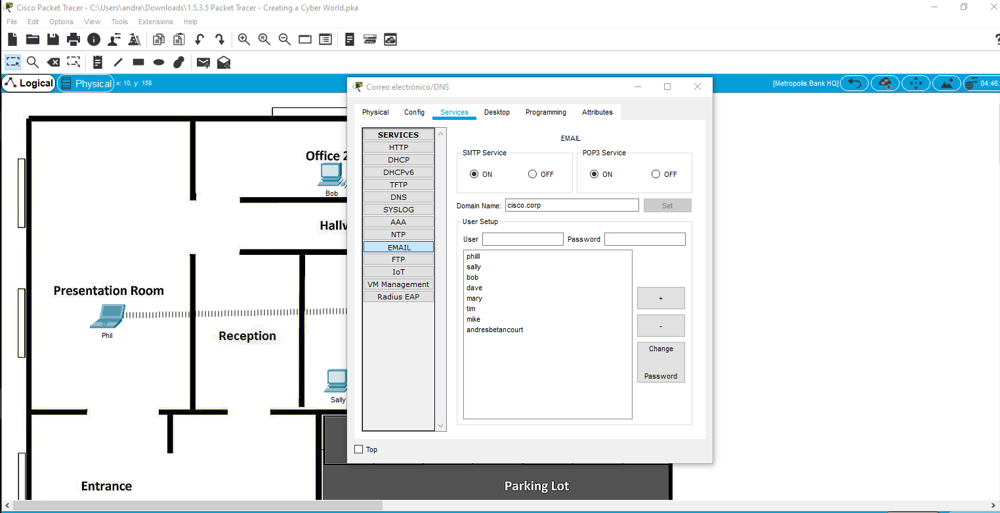 Cisco Packet Tracer - C:\Users\andre\Downloads\1.5.3.5 Packet Tracer - Creating a Cyber World.pka
File Edit Options View Tools Extensions Help
Logical Physical x: 10, y: 158
[Metropolis Bank HQ] 04:46:
Office 2
Bob
Hallw
Presentation Room
Phil
Reception
Sally
Entrance
Parking Lot
Correo electrónico/DNS
Physical Config Services Desktop Programming Attributes
SERVICES
HTTP
DHCP
DHCPv6
TFTP
DNS
SYSLOG
AAA
NTP
EMAIL
FTP
IoT
VM Management
Radius EAP
EMAIL
SMTP Service POP3 Service
ON OFF ON OFF
Domain Name: cisco.corp Set
User Setup
User Password
philll
sally
bob
dave
mary
tim
mike
andresbetancourt
+
-
Change
Password
Top